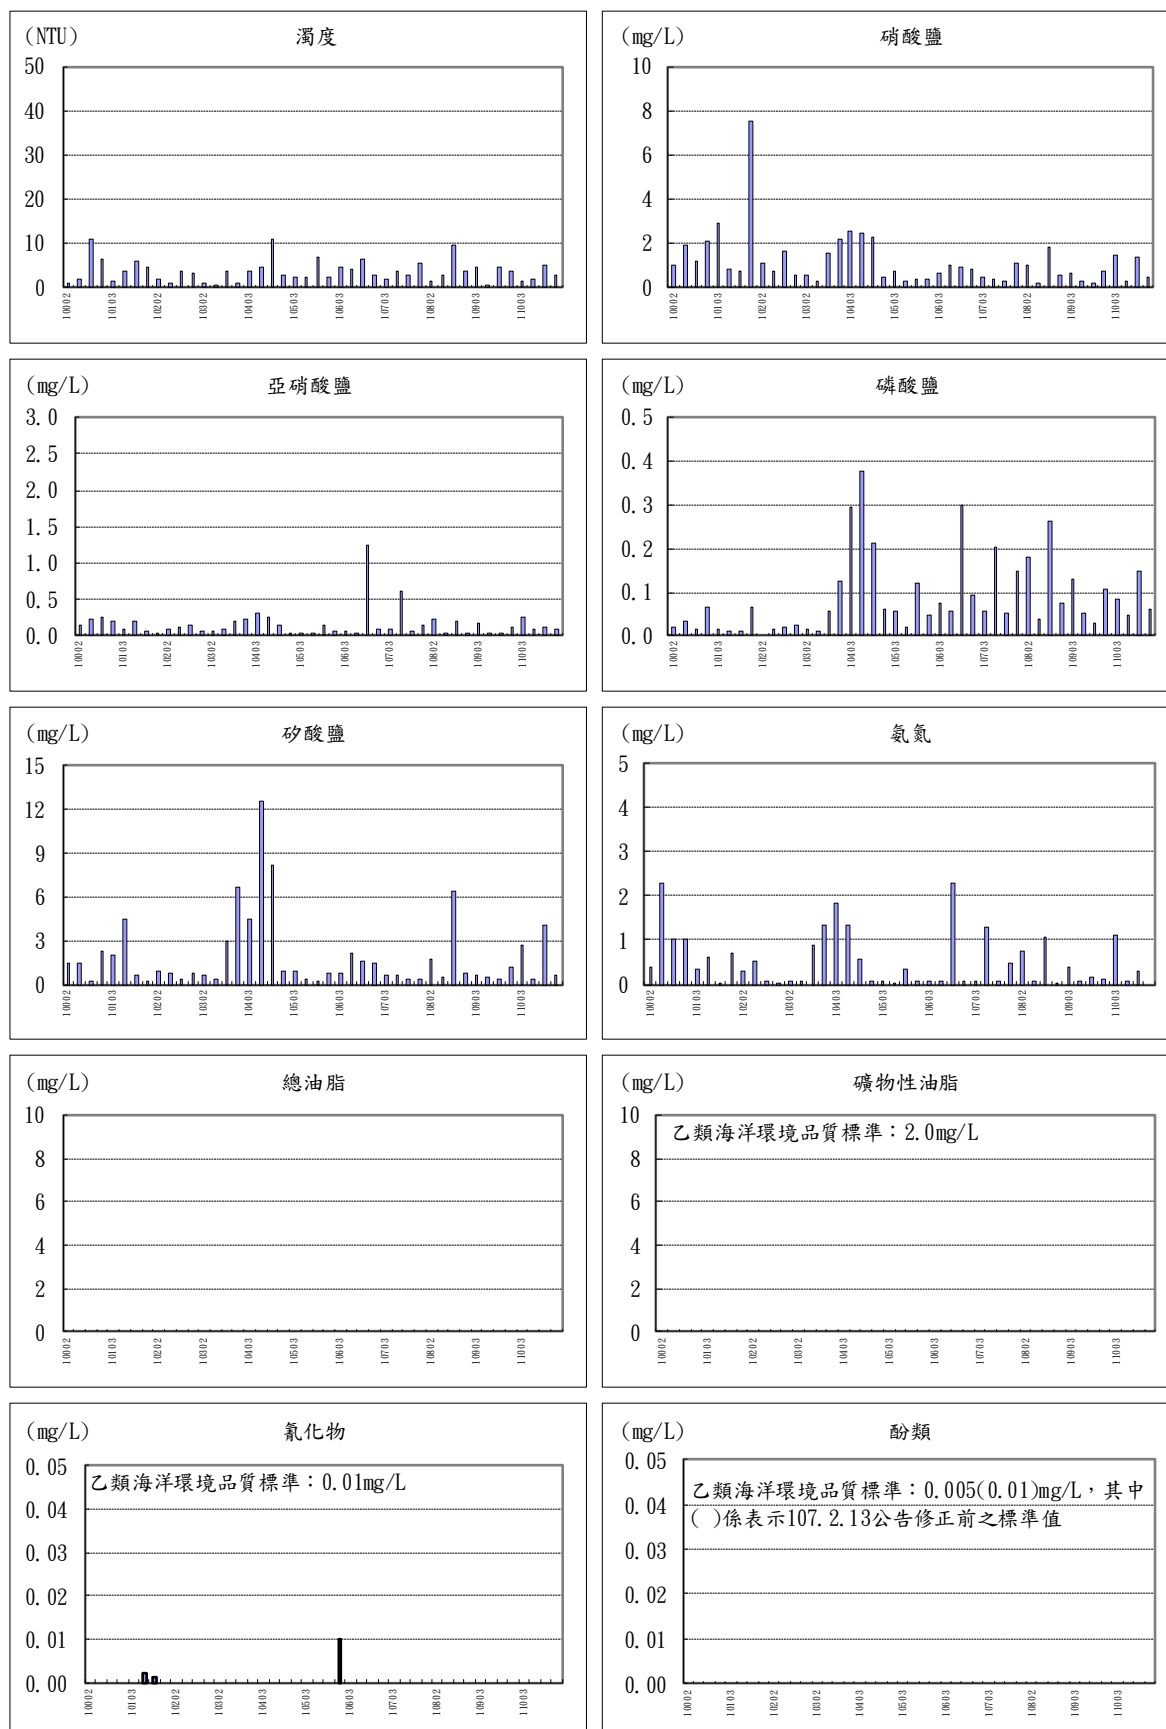 (NTU) 濁度
50
40
30
20
10
0
10002 10103 10202 10302 10403 10503 10603 10703 10802 10903 11003
(mg/L) 硝酸鹽
10
8
6
4
2
0
10002 10103 10202 10302 10403 10503 10603 10703 10802 10903 11003
(mg/L) 亞硝酸鹽
3.0
2.5
2.0
1.5
1.0
0.5
0.0
10002 10103 10202 10302 10403 10503 10603 10703 10802 10903 11003
(mg/L) 磷酸鹽
0.5
0.4
0.3
0.2
0.1
0.0
10002 10103 10202 10302 10403 10503 10603 10703 10802 10903 11003
(mg/L) 矽酸鹽
15
12
9
6
3
0
10002 10103 10202 10302 10403 10503 10603 10703 10802 10903 11003
(mg/L) 氨氮
5
4
3
2
1
0
10002 10103 10202 10302 10403 10503 10603 10703 10802 10903 11003
(mg/L) 總油脂
10
8
6
4
2
0
10002 10103 10202 10302 10403 10503 10603 10703 10802 10903 11003
(mg/L) 礦物性油脂
乙類海洋環境品質標準：2.0mg/L
10
8
6
4
2
0
10002 10103 10202 10302 10403 10503 10603 10703 10802 10903 11003
(mg/L) 氰化物
乙類海洋環境品質標準：0.01mg/L
0.05
0.04
0.03
0.02
0.01
0.00
10002 10103 10202 10302 10403 10503 10603 10703 10802 10903 11003
(mg/L) 酚類
乙類海洋環境品質標準：0.005(0.01)mg/L，其中
( )係表示107.2.13公告修正前之標準值
0.05
0.04
0.03
0.02
0.01
0.00
10002 10103 10202 10302 10403 10503 10603 10703 10802 10903 11003